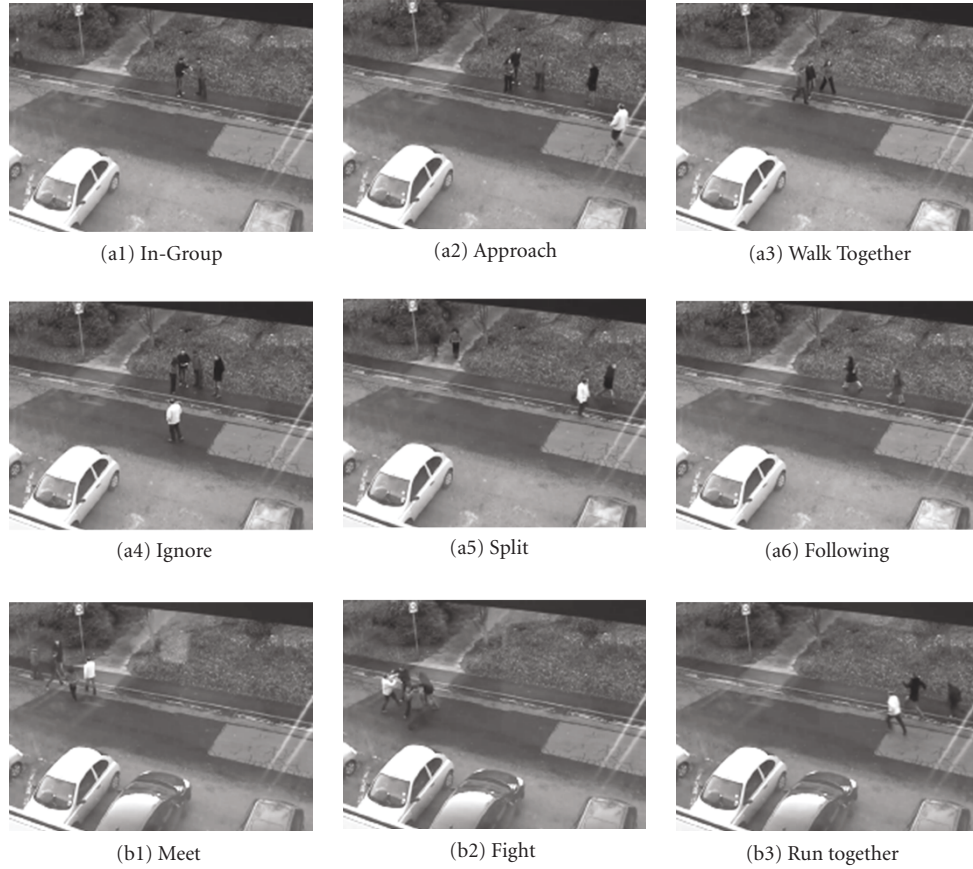 (a1) In-Group
(a2) Approach
(a3) Walk Together
(a4) Ignore
(a5) Split
(a6) Following
(b1) Meet
(b2) Fight
(b3) Run together